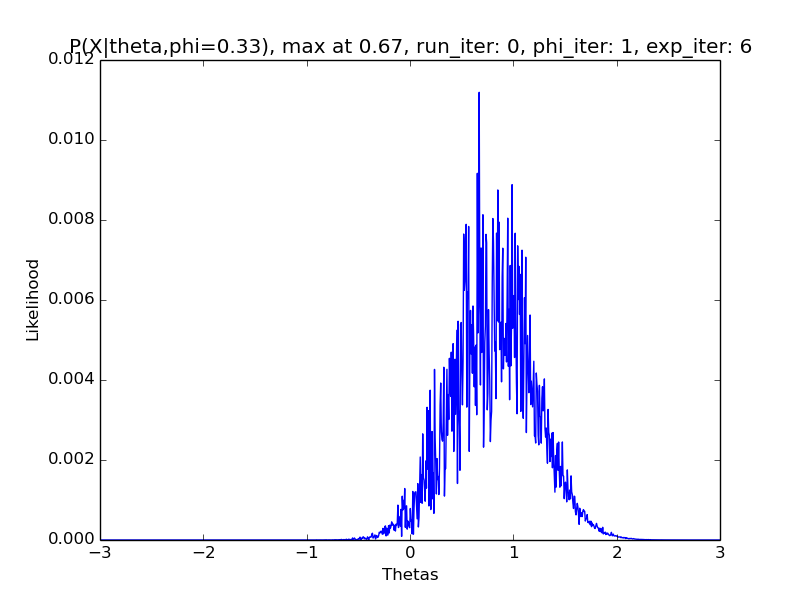 P(X|theta,phi=0.33), max at 0.67, run_iter: 0, phi_iter: 1, exp_iter: 6
0.012
0.010
0.008
0.006
0.004
0.002
0.000
Likelihood
−3 −2 −1 0 1 2 3
Thetas